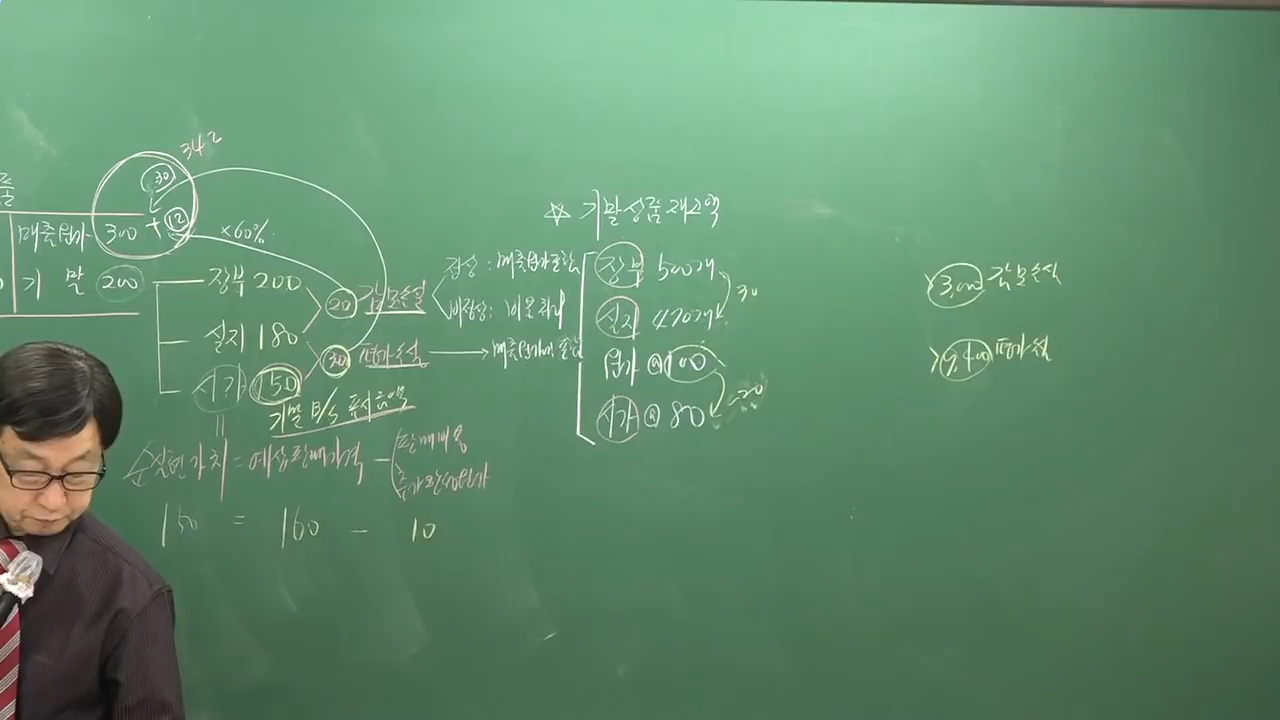 342
30
매출원가 300 + 12 ×60%
기 말 200 장부 200
20 감모손실
정상 : 매출원가 포함
비정상 :
실지 180
30 평가손실 → 매출원가에 포함
시가 150
기말 B/S 표시금액
순실현가치 = 예상판매가격 - 판매비용
추가완성원가
150 = 160 - 10
☆ 기말상품재고액
장부 500개
30
실지 470개
원가 @100
-20
시가 @ 80
3,000 감모손실
9,400 평가손실